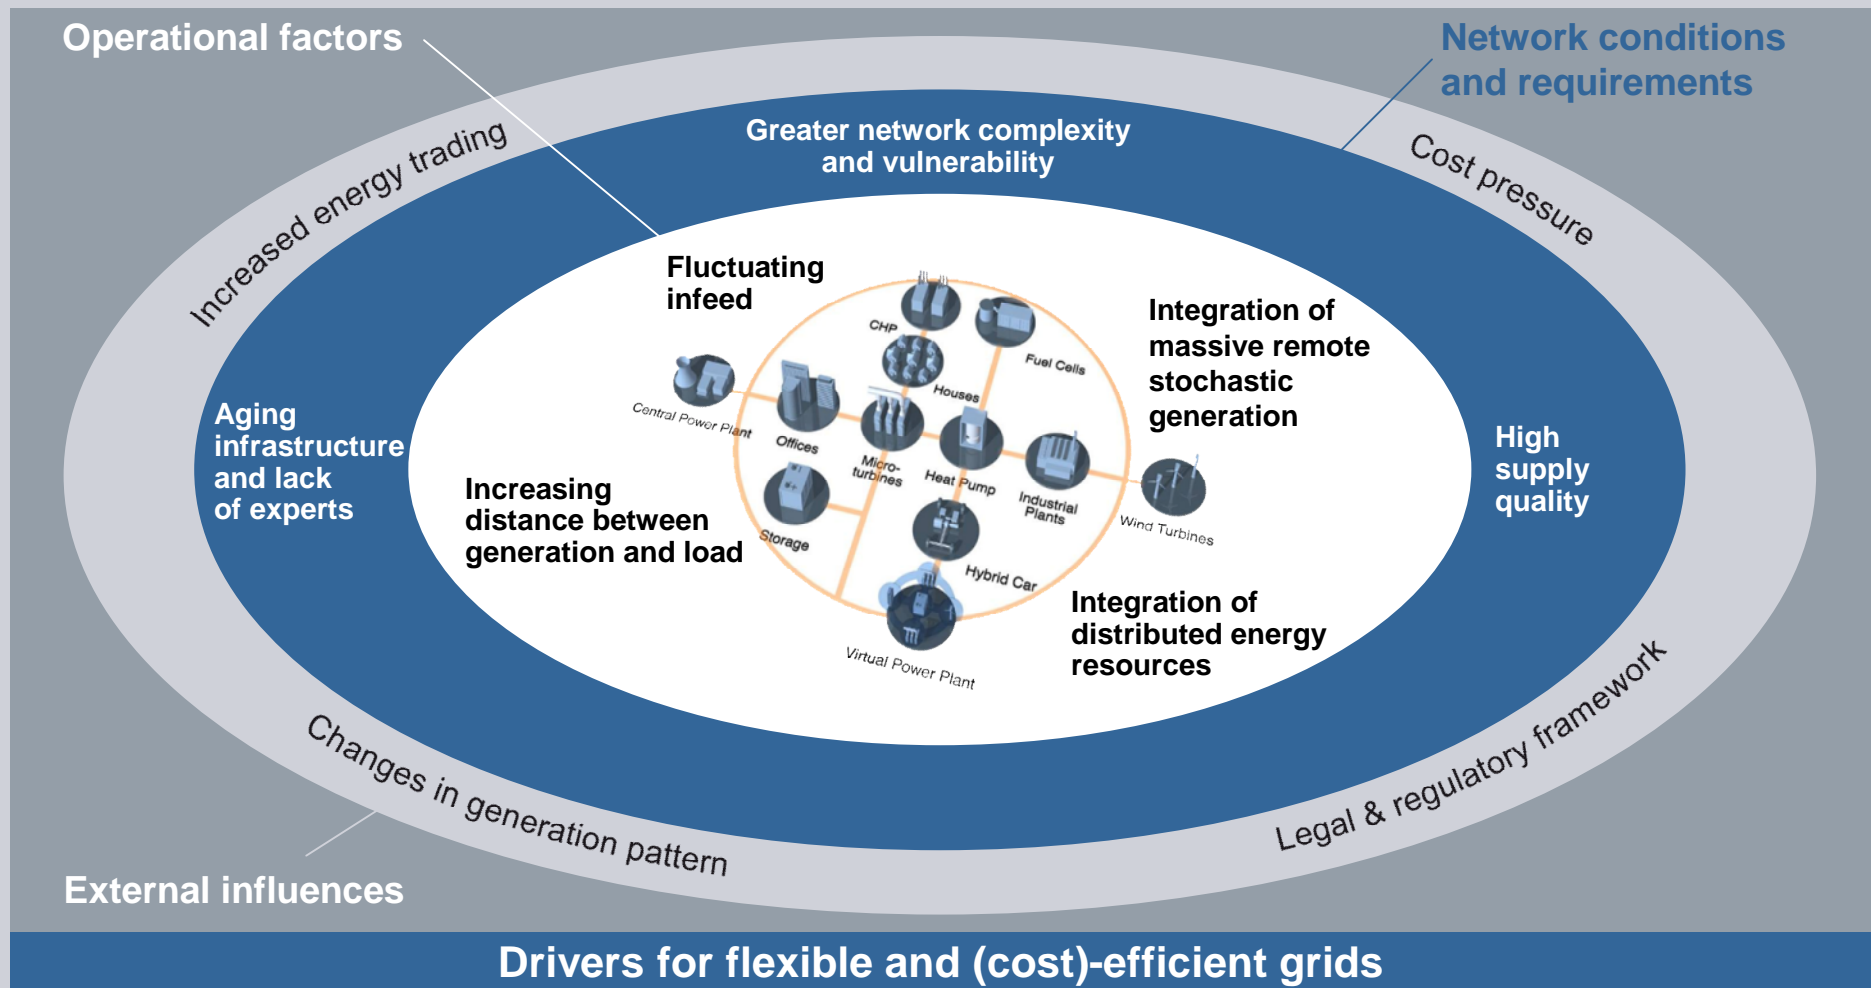 Operational factors
Network conditions
and requirements
Increased energy trading
Greater network complexity
and vulnerability
Cost pressure
Fluctuating
infeed
Integration of
massive remote
stochastic
generation
CHP
Fuel Cells
Houses
Central Power Plant
Offices
Micro-
turbines
Heat Pump
Industrial
Plants
Wind Turbines
Storage
Hybrid Car
Virtual Power Plant
Aging
infrastructure
and lack
of experts
Increasing
distance between
generation and load
High
supply
quality
Integration of
distributed energy
resources
Changes in generation pattern
Legal & regulatory framework
External influences
Drivers for flexible and (cost)-efficient grids